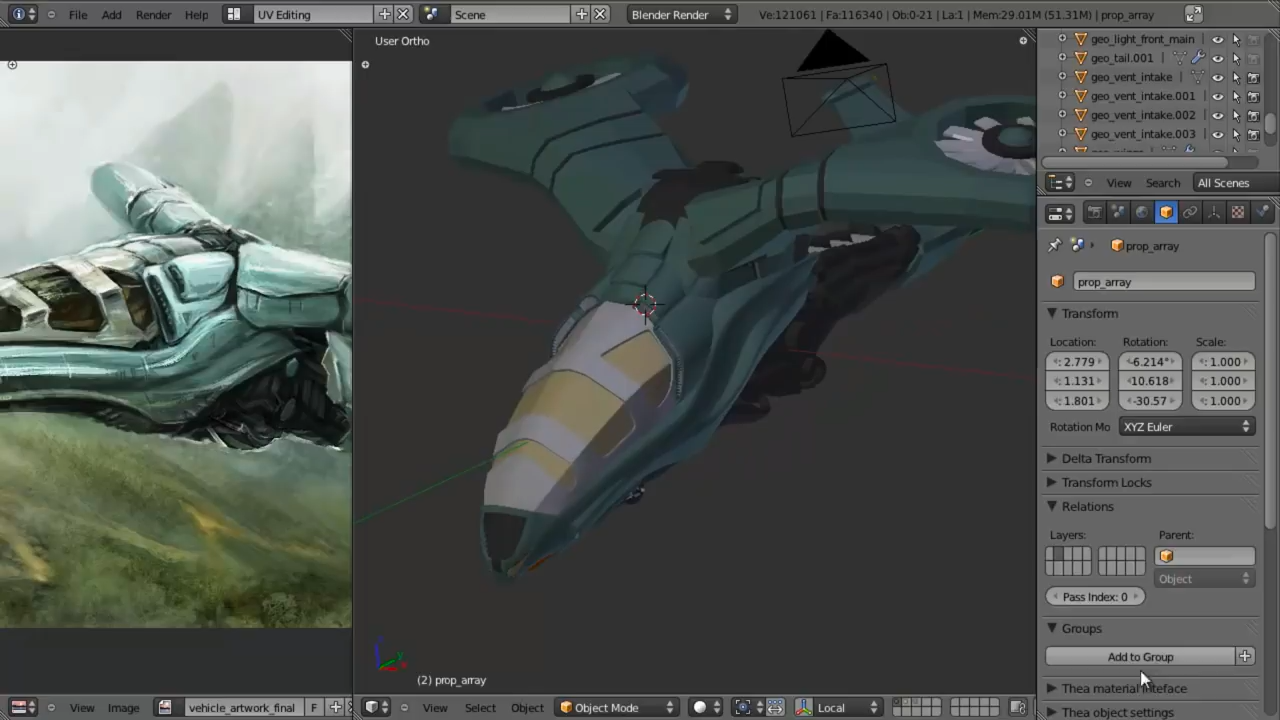 File Add Render Help UV Editing Scene Blender Render Ve:121061 | Fa:116340 | Ob:0-21 | La:1 | Mem:29.01M (51.31M) | prop_array
User Ortho
geo_light_front_main
geo_tail.001
geo_vent_intake
geo_vent_intake.001
geo_vent_intake.002
geo_vent_intake.003
View Search All Scenes
prop_array
prop_array
Transform
Location: Rotation: Scale:
: 2.779 -6.214° : 1.000
: 1.131 10.618 : 1.000
: 1.801 -30.57 : 1.000
Rotation Mo XYZ Euler
Delta Transform
Transform Locks
Relations
Layers: Parent:
Object
Pass Index: 0
Groups
Add to Group
Thea material inteface
Thea object settings
(2) prop_array
View Image vehicle_artwork_final F View Select Object Object Mode Local